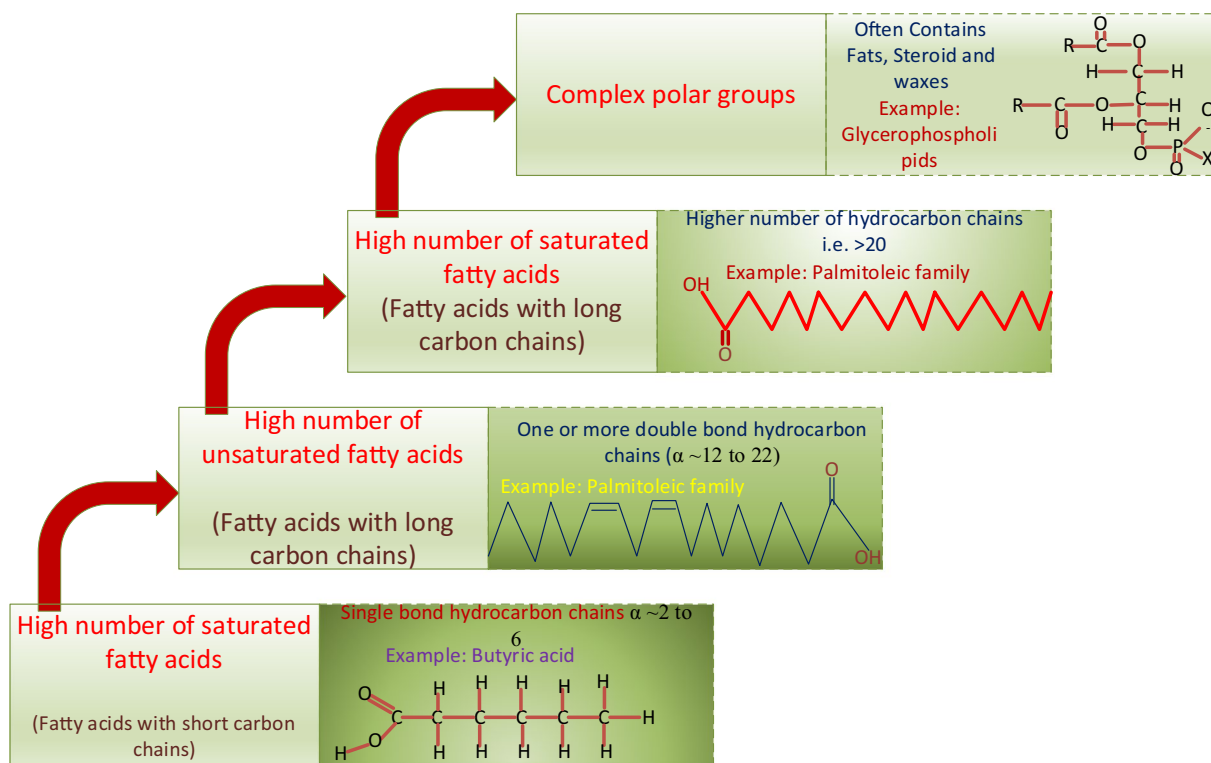 Complex polar groups
Often Contains
Fats, Steroid and
waxes
Example:
Glycerophospholi
pids
R
C
O
O
H
C
H
R
C
O
O
C
H
H
C
H
O
P
O
O
-
X
High number of saturated
fatty acids
(Fatty acids with long
carbon chains)
Higher number of hydrocarbon chains
i.e. >20
Example: Palmitoleic family
OH
O
High number of
unsaturated fatty acids
(Fatty acids with long
carbon chains)
One or more double bond hydrocarbon
chains (α ~12 to 22)
Example: Palmitoleic family
O
OH
High number of saturated
fatty acids
(Fatty acids with short carbon
chains)
Single bond hydrocarbon chains α ~2 to
6
Example: Butyric acid
H H H H H
O
C C C C C C H
O
H H H H H H